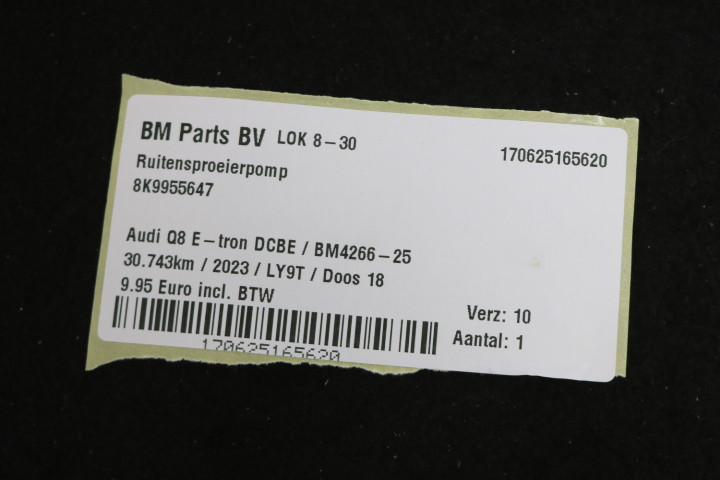 BM Parts BV LOK 8-30
170625165620
Ruitensproeierpomp
8K9955647
Audi Q8 E-tron DCBE / BM4266-25
30.743km / 2023 / LY9T / Doos 18
9.95 Euro incl. BTW
Verz: 10
Aantal: 1
170625165620